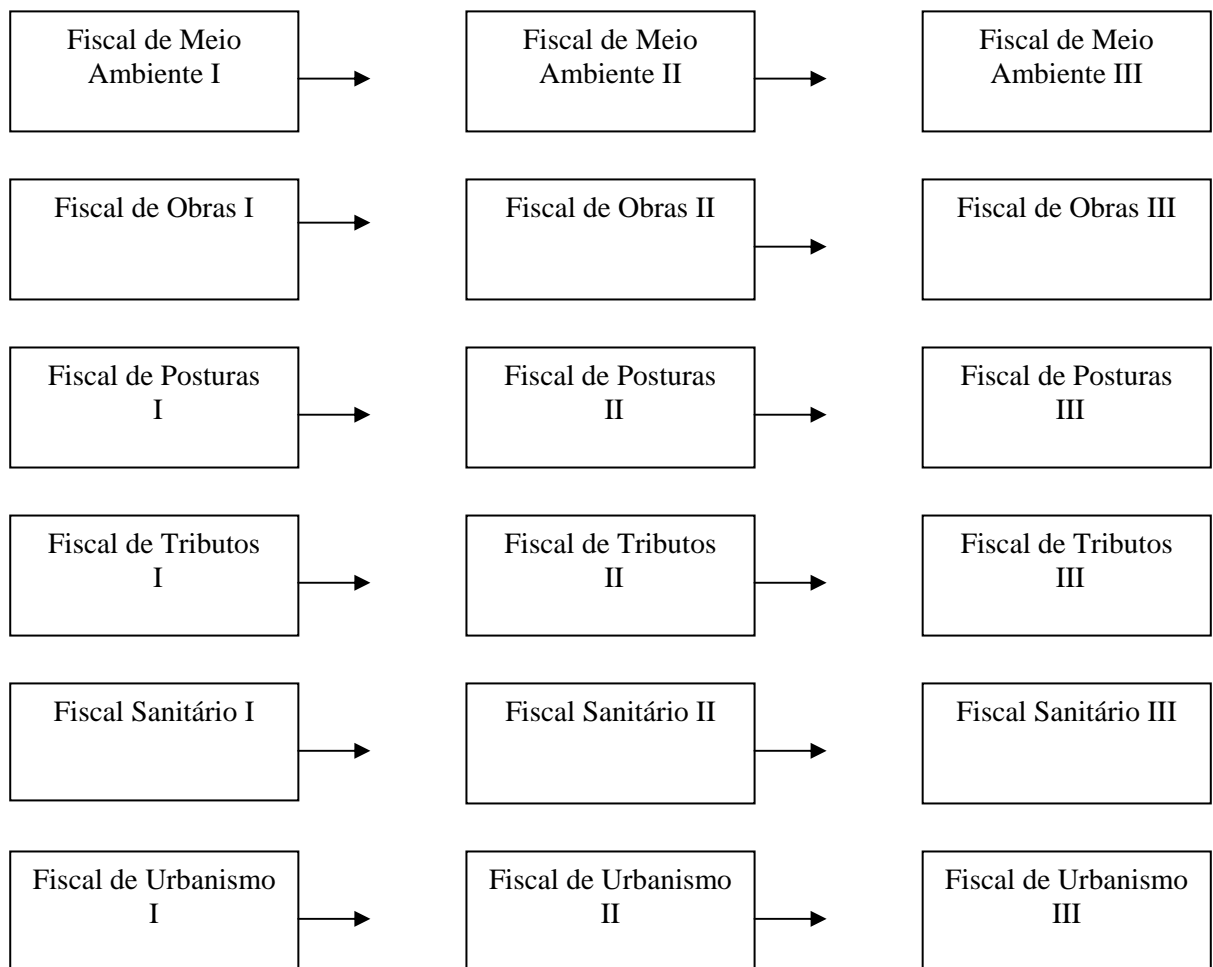 Fiscal de Meio
Ambiente I
Fiscal de Meio
Ambiente II
Fiscal de Meio
Ambiente III
Fiscal de Obras I
Fiscal de Obras II
Fiscal de Obras III
Fiscal de Posturas
I
Fiscal de Posturas
II
Fiscal de Posturas
III
Fiscal de Tributos
I
Fiscal de Tributos
II
Fiscal de Tributos
III
Fiscal Sanitário I
Fiscal Sanitário II
Fiscal Sanitário III
Fiscal de Urbanismo
I
Fiscal de Urbanismo
II
Fiscal de Urbanismo
III